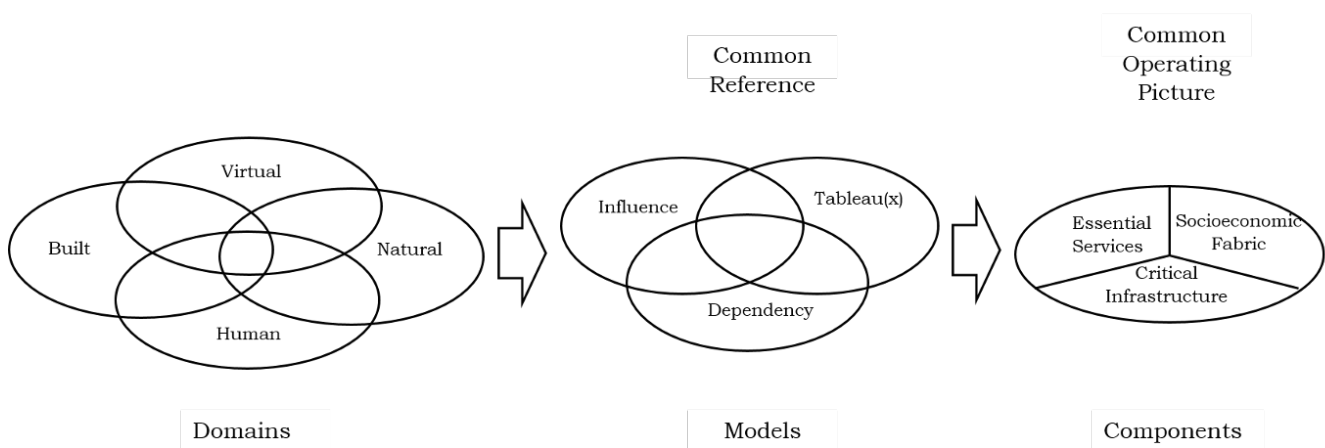 Common
Reference
Common
Operating
Picture
Virtual
Built
Natural
Human
Influence
Tableau(x)
Dependency
Essential
Services
Socioeconomic
Fabric
Critical
Infrastructure
Domains
Models
Components